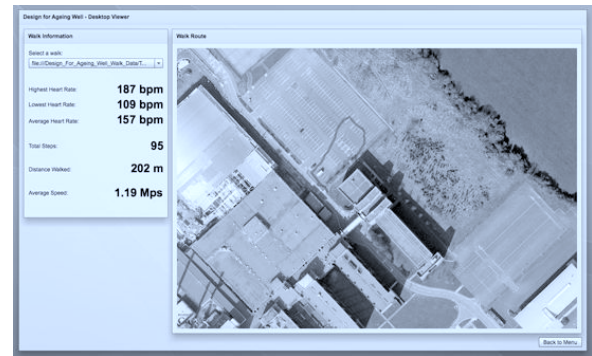 Design for Ageing Well - Desktop Viewer
Walk Information
Select a walk:
file://Design_For_Ageing_Well_Walk_Data/T...
Highest Heart Rate: 187 bpm
Lowest Heart Rate: 109 bpm
Average Heart Rate: 157 bpm
Total Steps: 95
Distance Walked: 202 m
Average Speed: 1.19 Mps
Walk Route
Back to Menu